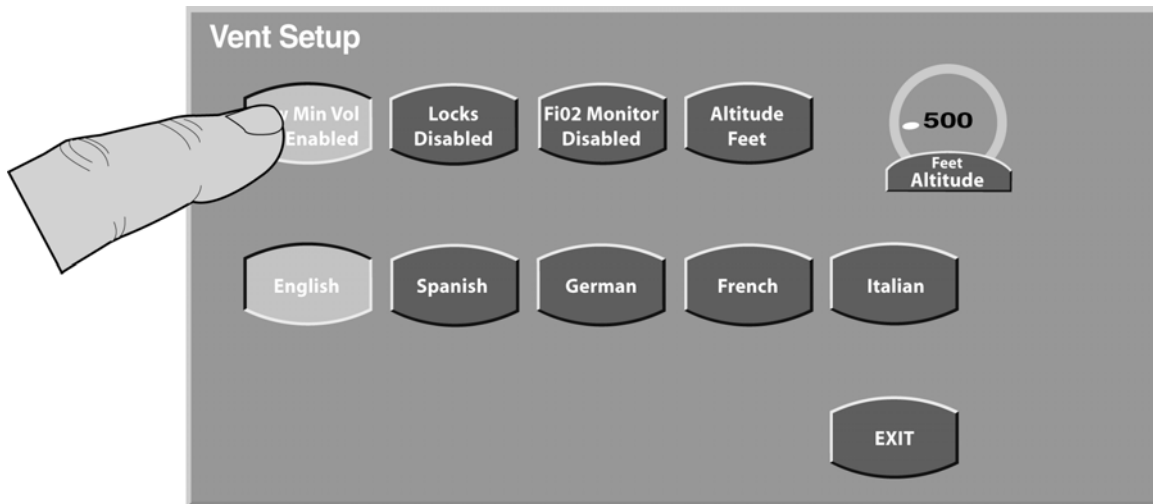 Vent Setup
Min Vol
Enabled
Locks
Disabled
Fi02 Monitor
Disabled
Altitude
Feet
500
Feet
Altitude
English
Spanish
German
French
Italian
EXIT